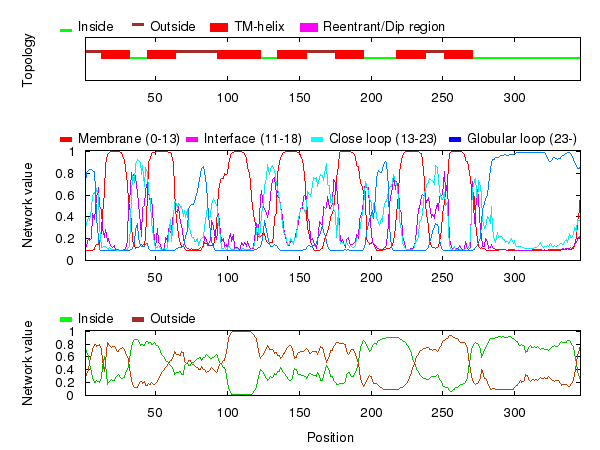 Inside Outside TM-helix Reentrant/Dip region
Topology
50 100 150 200 250 300
Membrane (0-13) Interface (11-18) Close loop (13-23) Globular loop (23-)
Network value
1
0.8
0.6
0.4
0.2
0
50 100 150 200 250 300
Inside Outside
Network value
1
0.8
0.6
0.4
0.2
0
50 100 150 200 250 300
Position